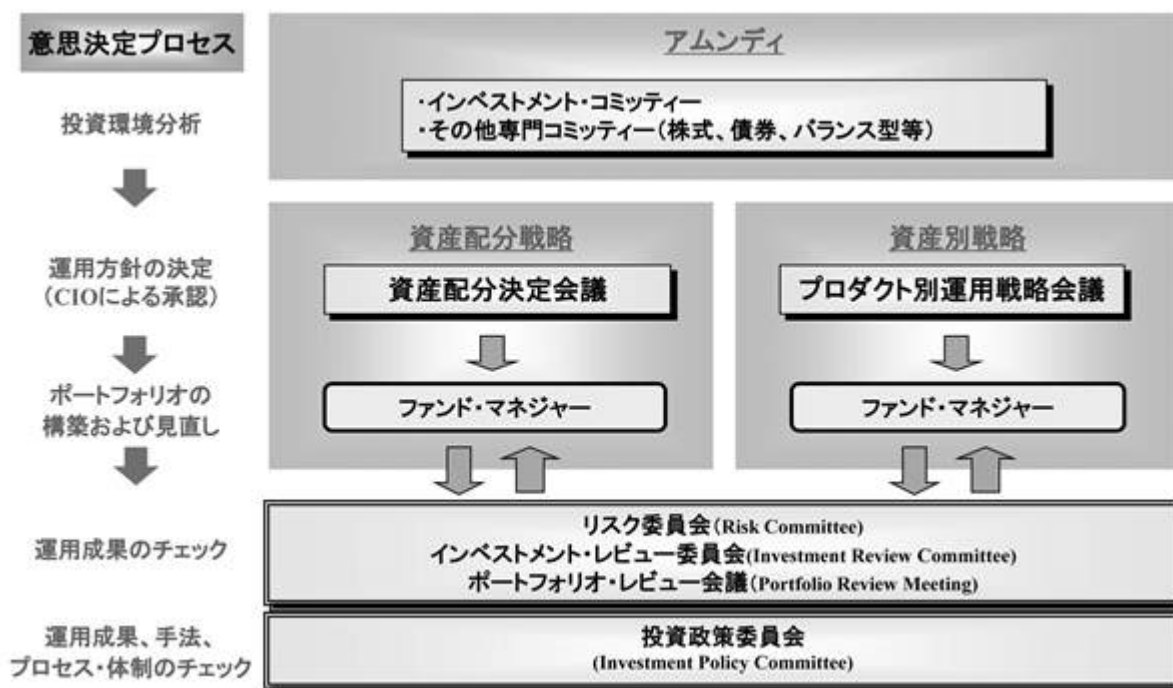 意思決定プロセス
アムンディ
投資環境分析
・インベストメント・コミッティー
・その他専門コミッティー(株式、債券、バランス型等)
資産配分戦略
資産別戦略
運用方針の決定
(CIOによる承認)
資産配分決定会議
プロダクト別運用戦略会議
ポートフォリオの
構築および見直し
ファンド・マネジャー
ファンド・マネジャー
運用成果のチェック
リスク委員会(Risk Committee)
インベストメント・レビュー委員会(Investment Review Committee)
ポートフォリオ・レビュー会議(Portfolio Review Meeting)
運用成果、手法、
プロセス・体制のチェック
投資政策委員会
(Investment Policy Committee)